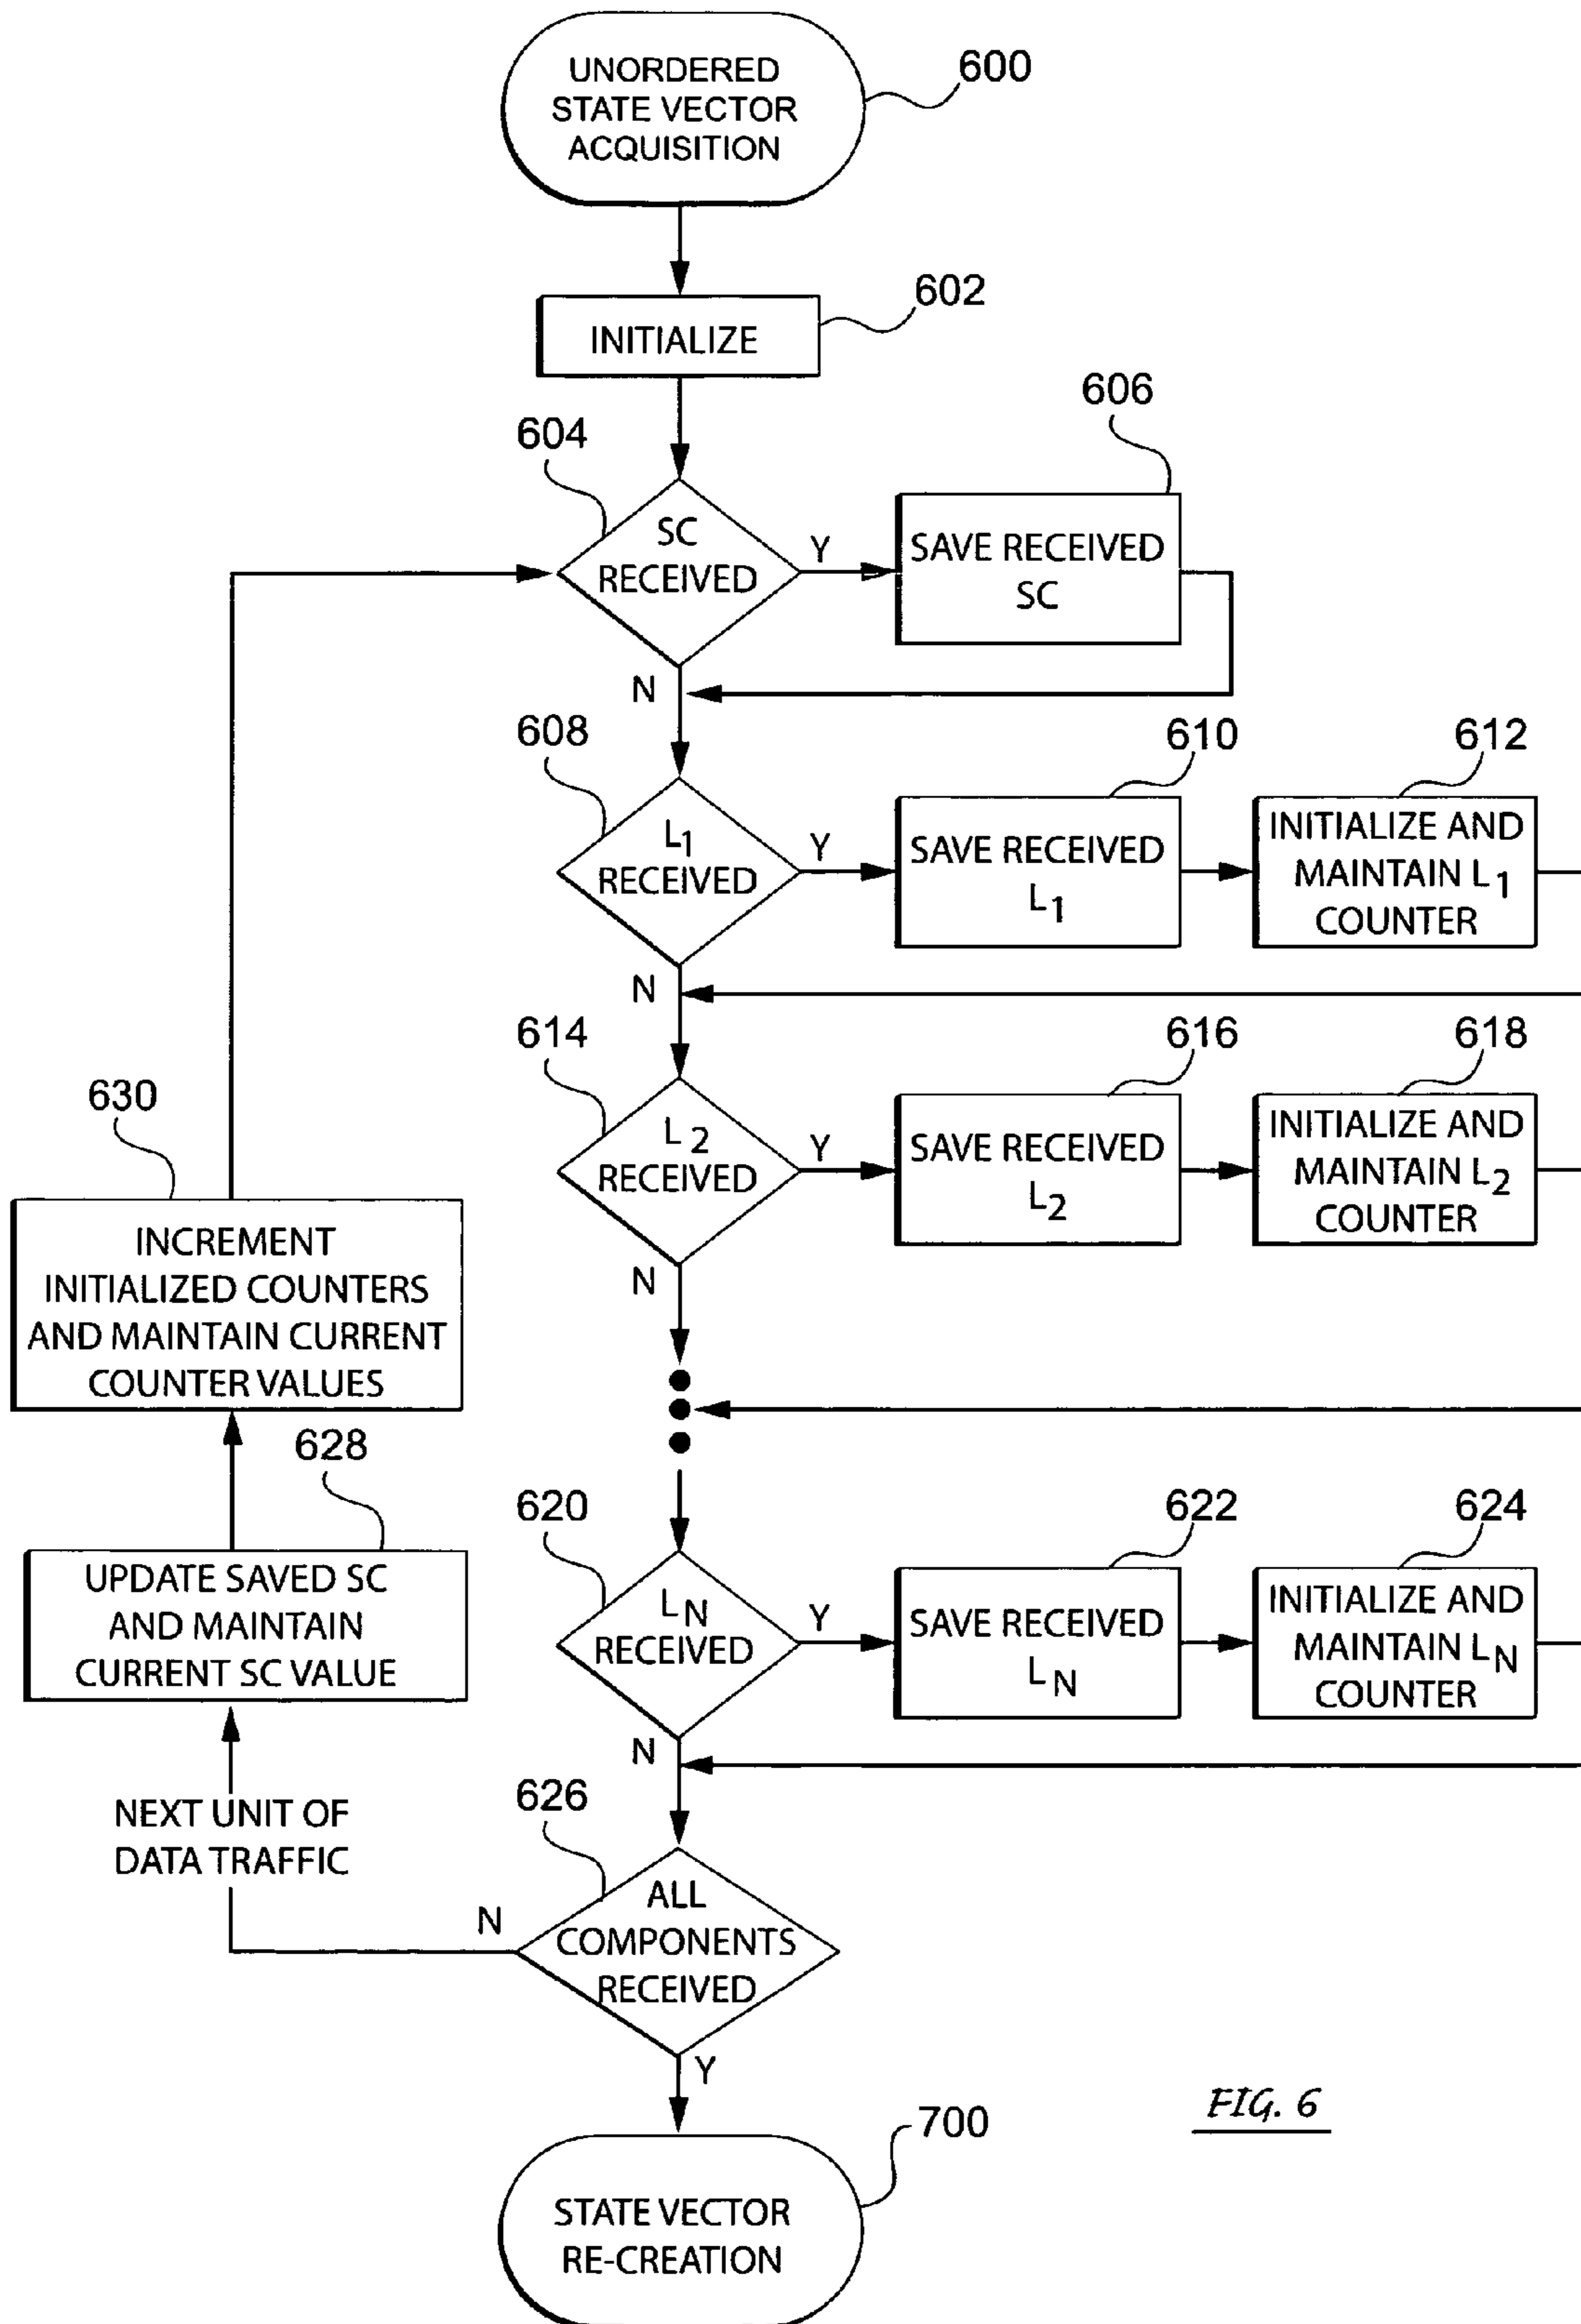 UNORDERED
STATE VECTOR
ACQUISITION
600
INITIALIZE
602
604
SC
RECEIVED
Y
N
606
SAVE RECEIVED
SC
608
L1
RECEIVED
Y
N
610
SAVE RECEIVED
L1
612
INITIALIZE AND
MAINTAIN L1
COUNTER
614
L2
RECEIVED
Y
N
616
SAVE RECEIVED
L2
618
INITIALIZE AND
MAINTAIN L2
COUNTER
630
INCREMENT
INITIALIZED COUNTERS
AND MAINTAIN CURRENT
COUNTER VALUES
628
UPDATE SAVED SC
AND MAINTAIN
CURRENT SC VALUE
NEXT UNIT OF
DATA TRAFFIC
620
LN
RECEIVED
Y
N
622
SAVE RECEIVED
LN
624
INITIALIZE AND
MAINTAIN LN
COUNTER
626
ALL
COMPONENTS
RECEIVED
N
Y
700
STATE VECTOR
RE-CREATION
FIG. 6